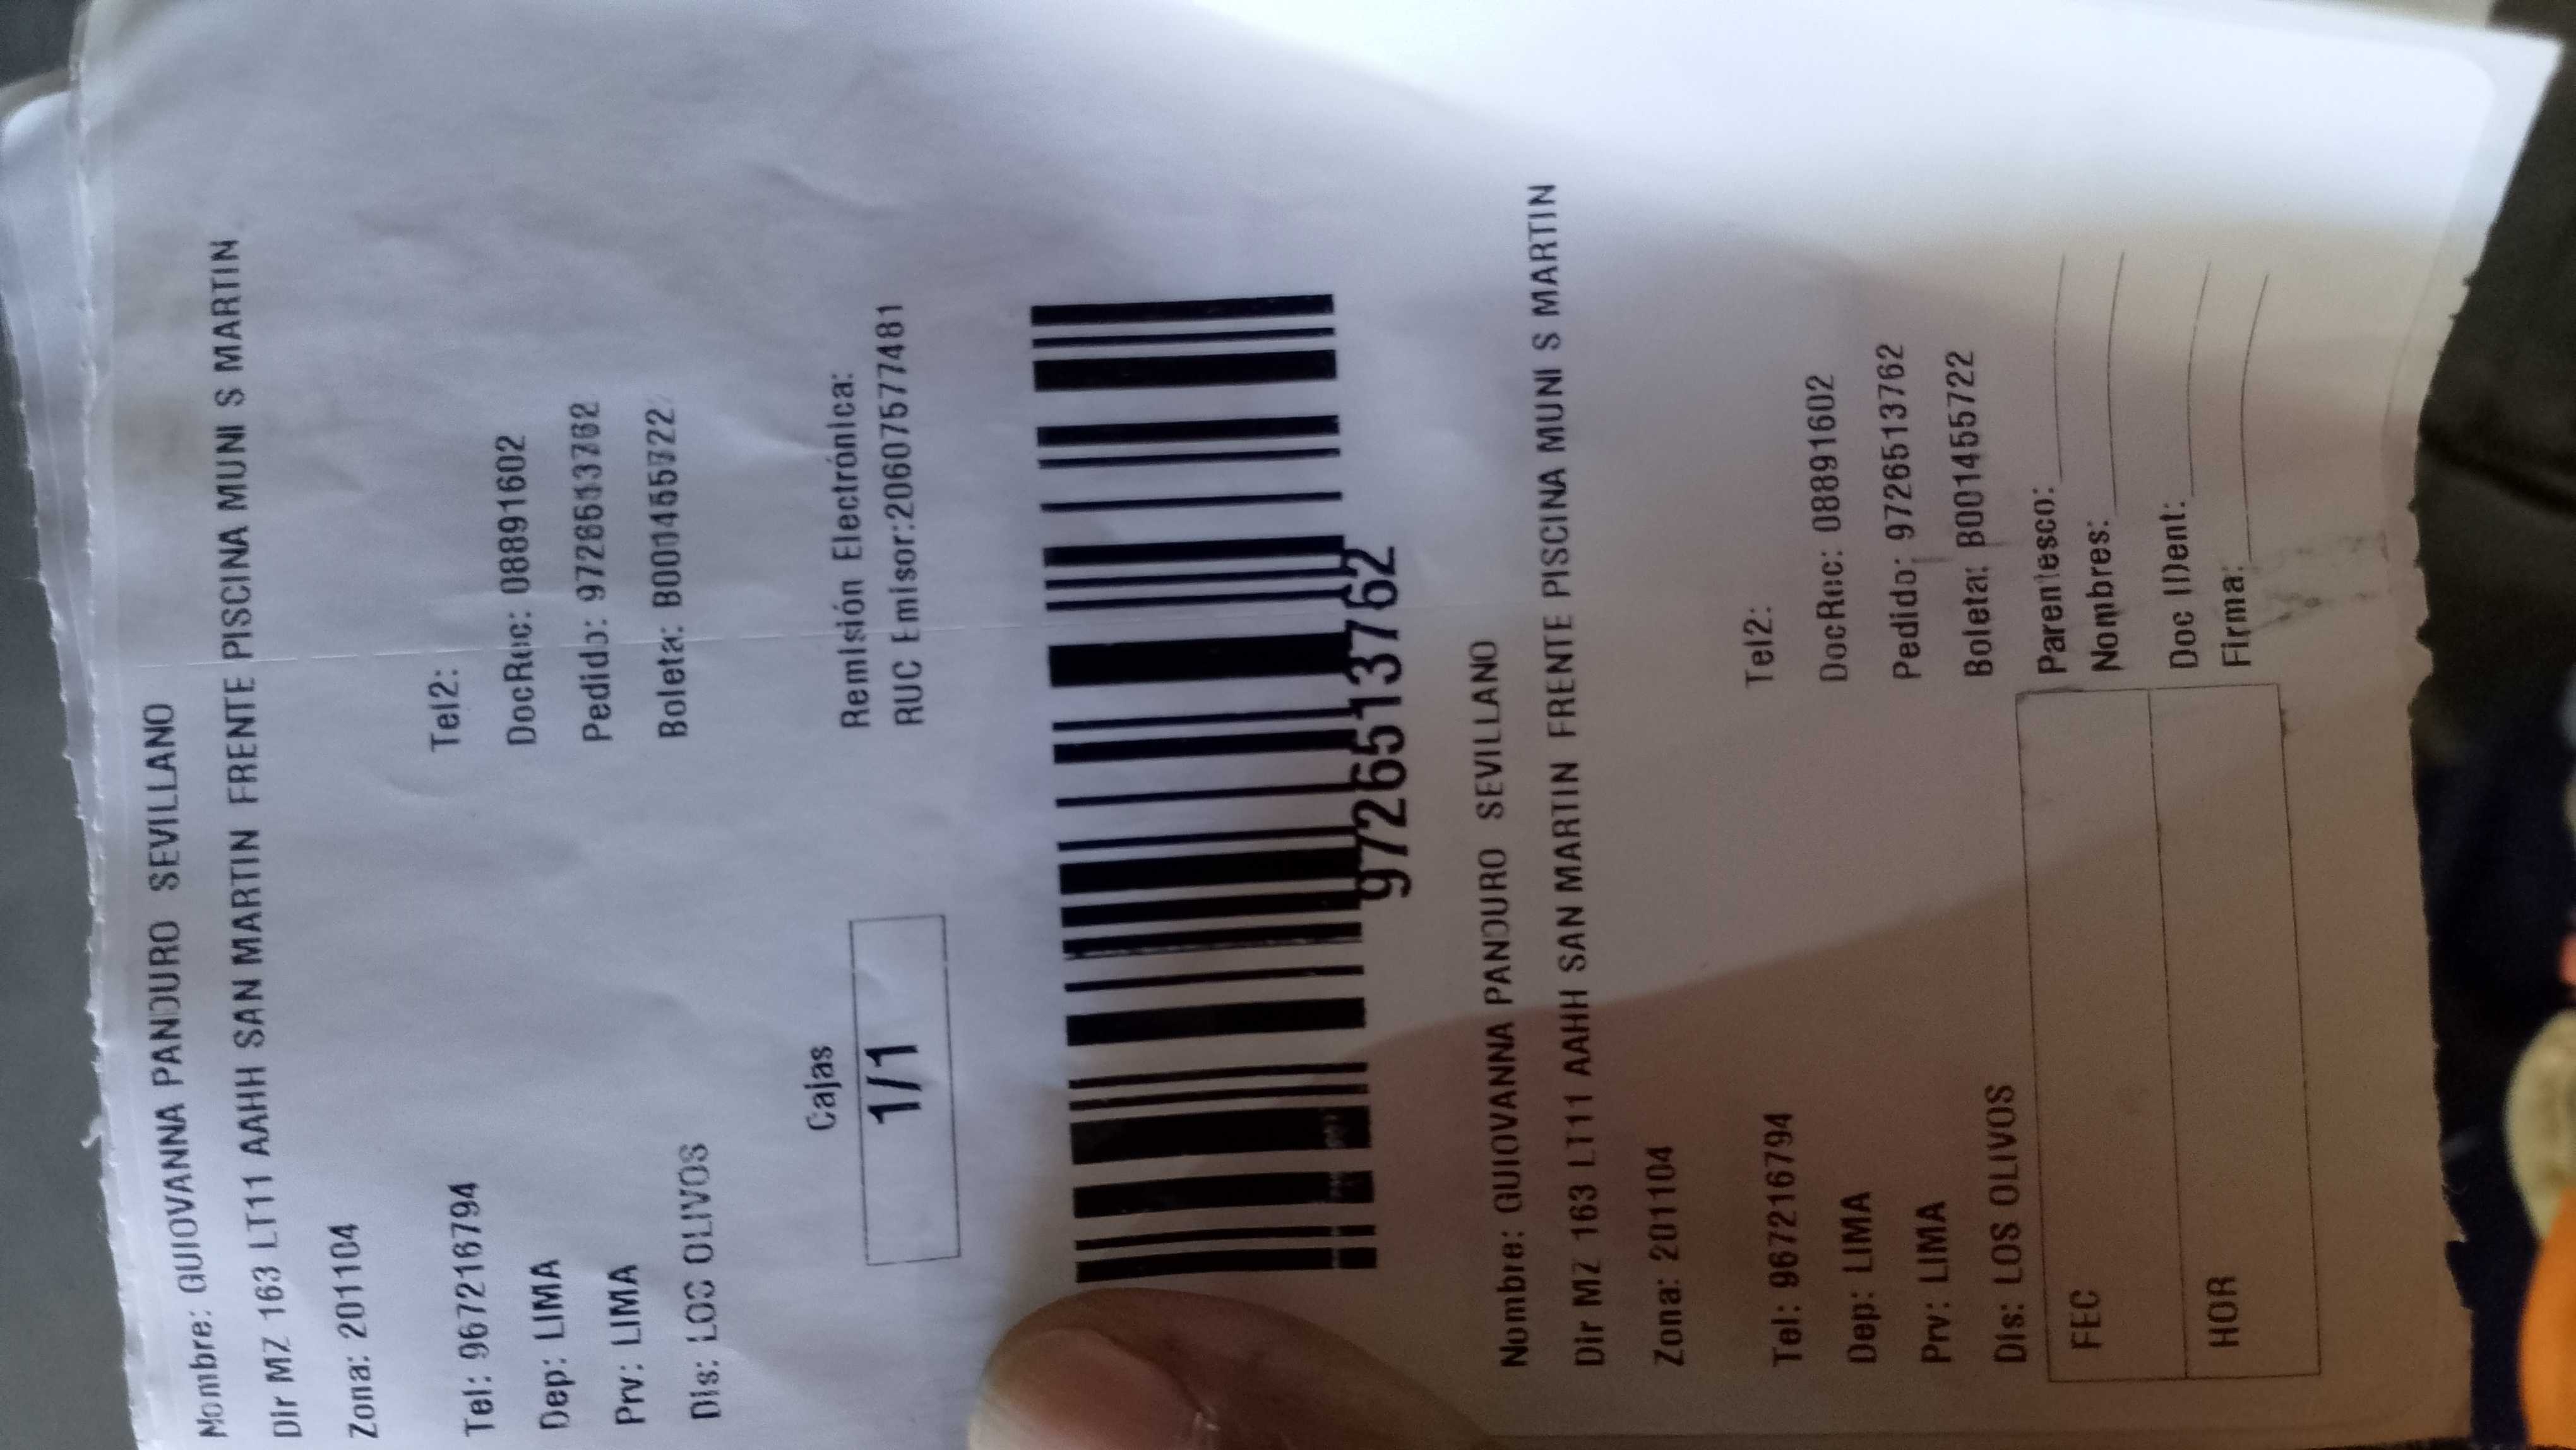 Nombre: GUIOVANNA PANDURO SEVILLANO
Dir MZ 163 LT11 AAHH SAN MARTIN FRENTE PISCINA MUNI S MARTIN
Zona: 201104
Tel: 967216794 Tel2:
Dep: LIMA DocRuc: 08891602
Prv: LIMA Pedido: 9726513762
Dis: LOS OLIVOS Boleta: B001455722
Cajas Remisión Electrónica:
1/1 RUC Emisor:20607577481
9726513762
Nombre: GUIOVANNA PANDURO SEVILLANO
Dir MZ 163 LT11 AAHH SAN MARTIN FRENTE PISCINA MUNI S MARTIN
Zona: 201104
Tel: 967216794 Tel2:
Dep: LIMA DocRuc: 08891602
Prv: LIMA Pedido: 9726513762
Dis: LOS OLIVOS Boleta: B001455722
FEC Parentesco:
Nombres:
HOR Doc IDent:
Firma: